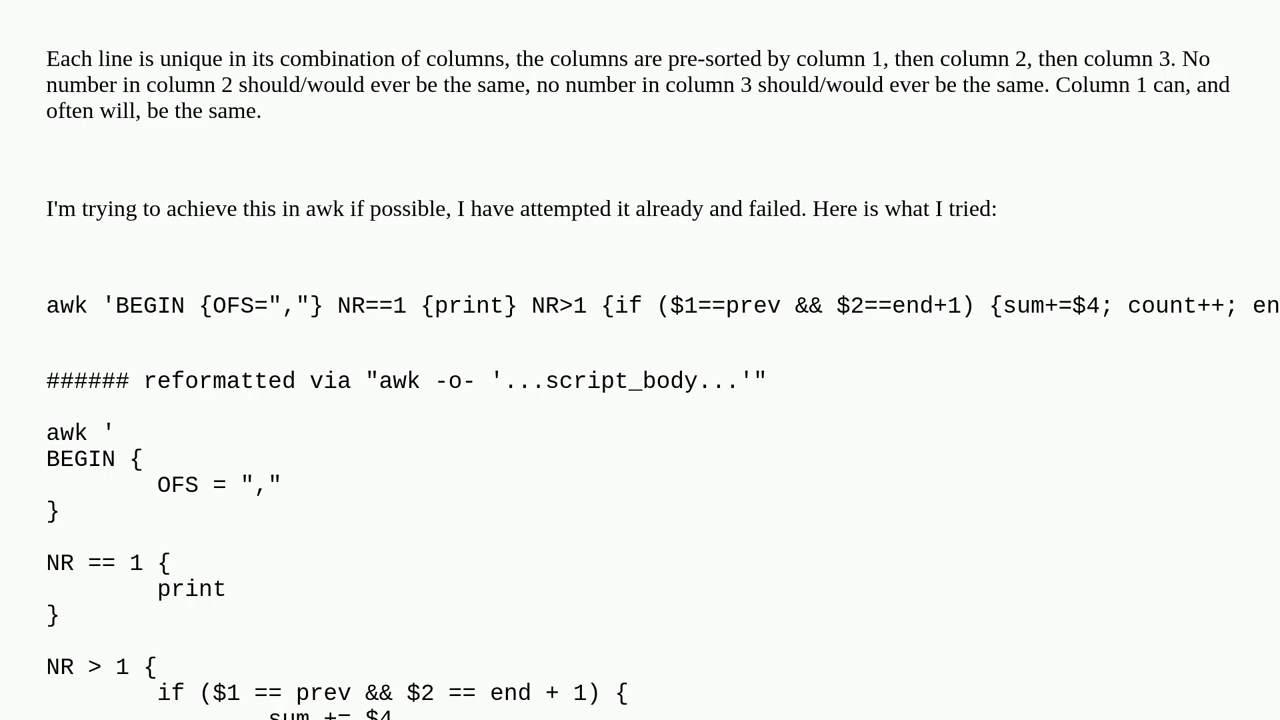 Each line is unique in its combination of columns, the columns are pre-sorted by column 1, then column 2, then column 3. No
number in column 2 should/would ever be the same, no number in column 3 should/would ever be the same. Column 1 can, and
often will, be the same.
I'm trying to achieve this in awk if possible, I have attempted it already and failed. Here is what I tried:
awk 'BEGIN {OFS=","} NR==1 {print} NR>1 {if ($1==prev && $2==end+1) {sum+=$4; count++; en
###### reformatted via "awk -o- '...script_body...'"
awk '
BEGIN {
        OFS = ","
}
NR == 1 {
        print
}
NR > 1 {
        if ($1 == prev && $2 == end + 1) {
                sum += $4